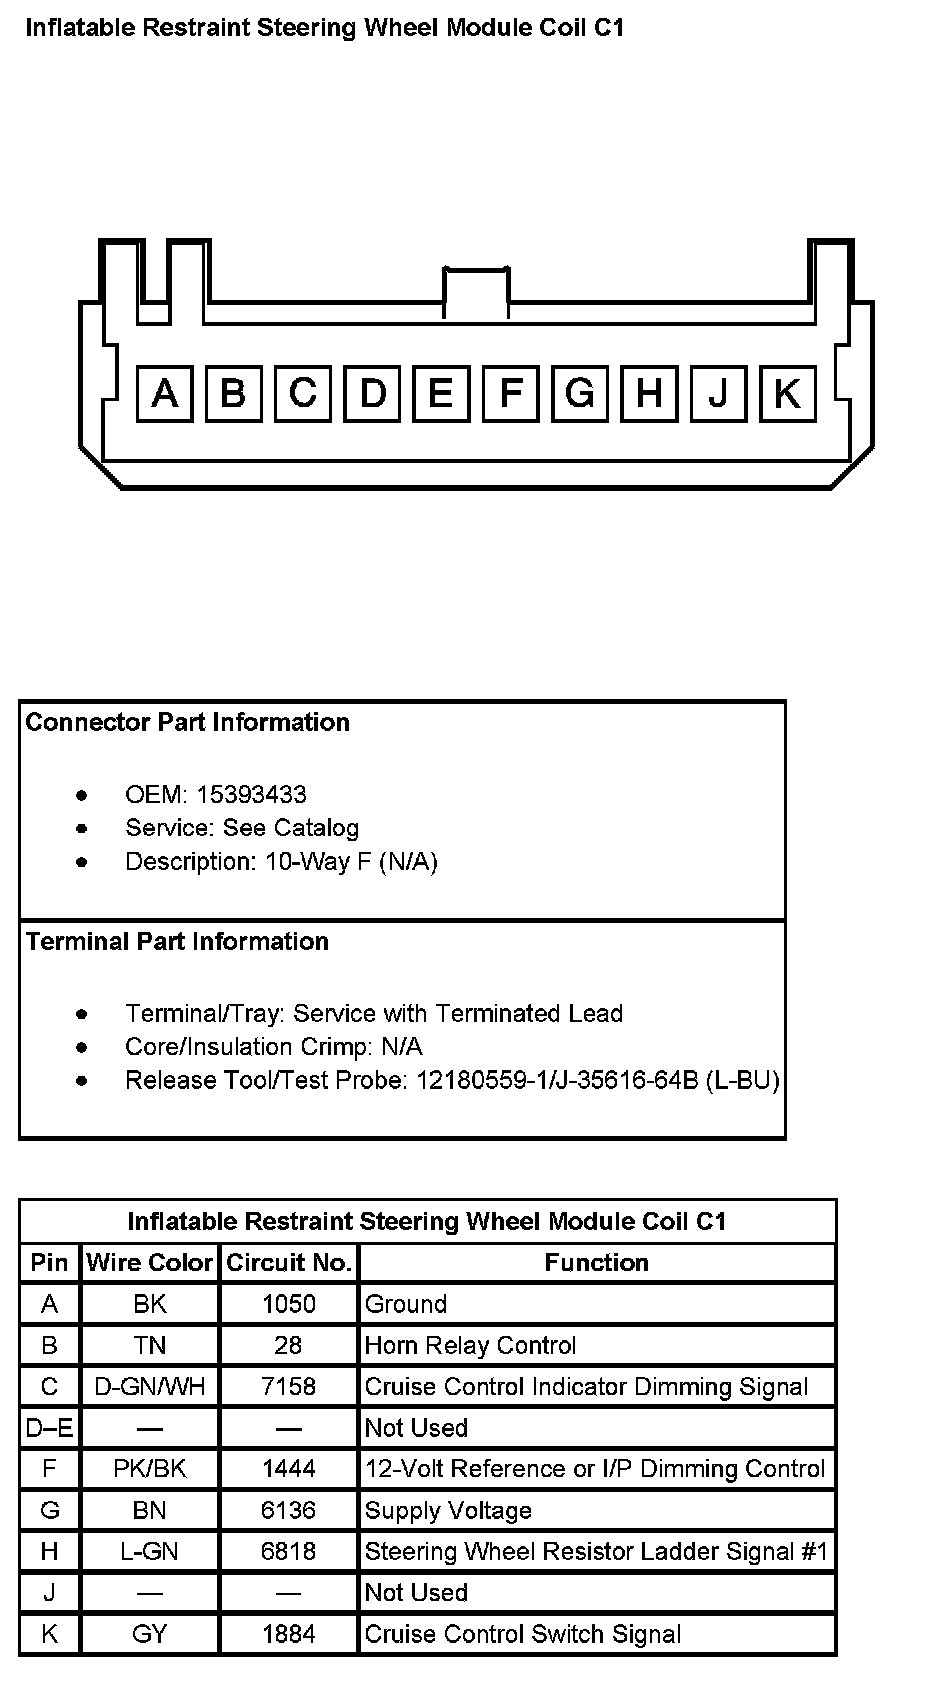 Inflatable Restraint Steering Wheel Module Coil C1
A B C D E F G H J K
Connector Part Information
● OEM: 15393433
● Service: See Catalog
● Description: 10-Way F (N/A)
Terminal Part Information
● Terminal/Tray: Service with Terminated Lead
● Core/Insulation Crimp: N/A
● Release Tool/Test Probe: 12180559-1/J-35616-64B (L-BU)
Inflatable Restraint Steering Wheel Module Coil C1
Pin Wire Color Circuit No. Function
A BK 1050 Ground
B TN 28 Horn Relay Control
C D-GN/WH 7158 Cruise Control Indicator Dimming Signal
D–E — — Not Used
F PK/BK 1444 12-Volt Reference or I/P Dimming Control
G BN 6136 Supply Voltage
H L-GN 6818 Steering Wheel Resistor Ladder Signal #1
J — — Not Used
K GY 1884 Cruise Control Switch Signal